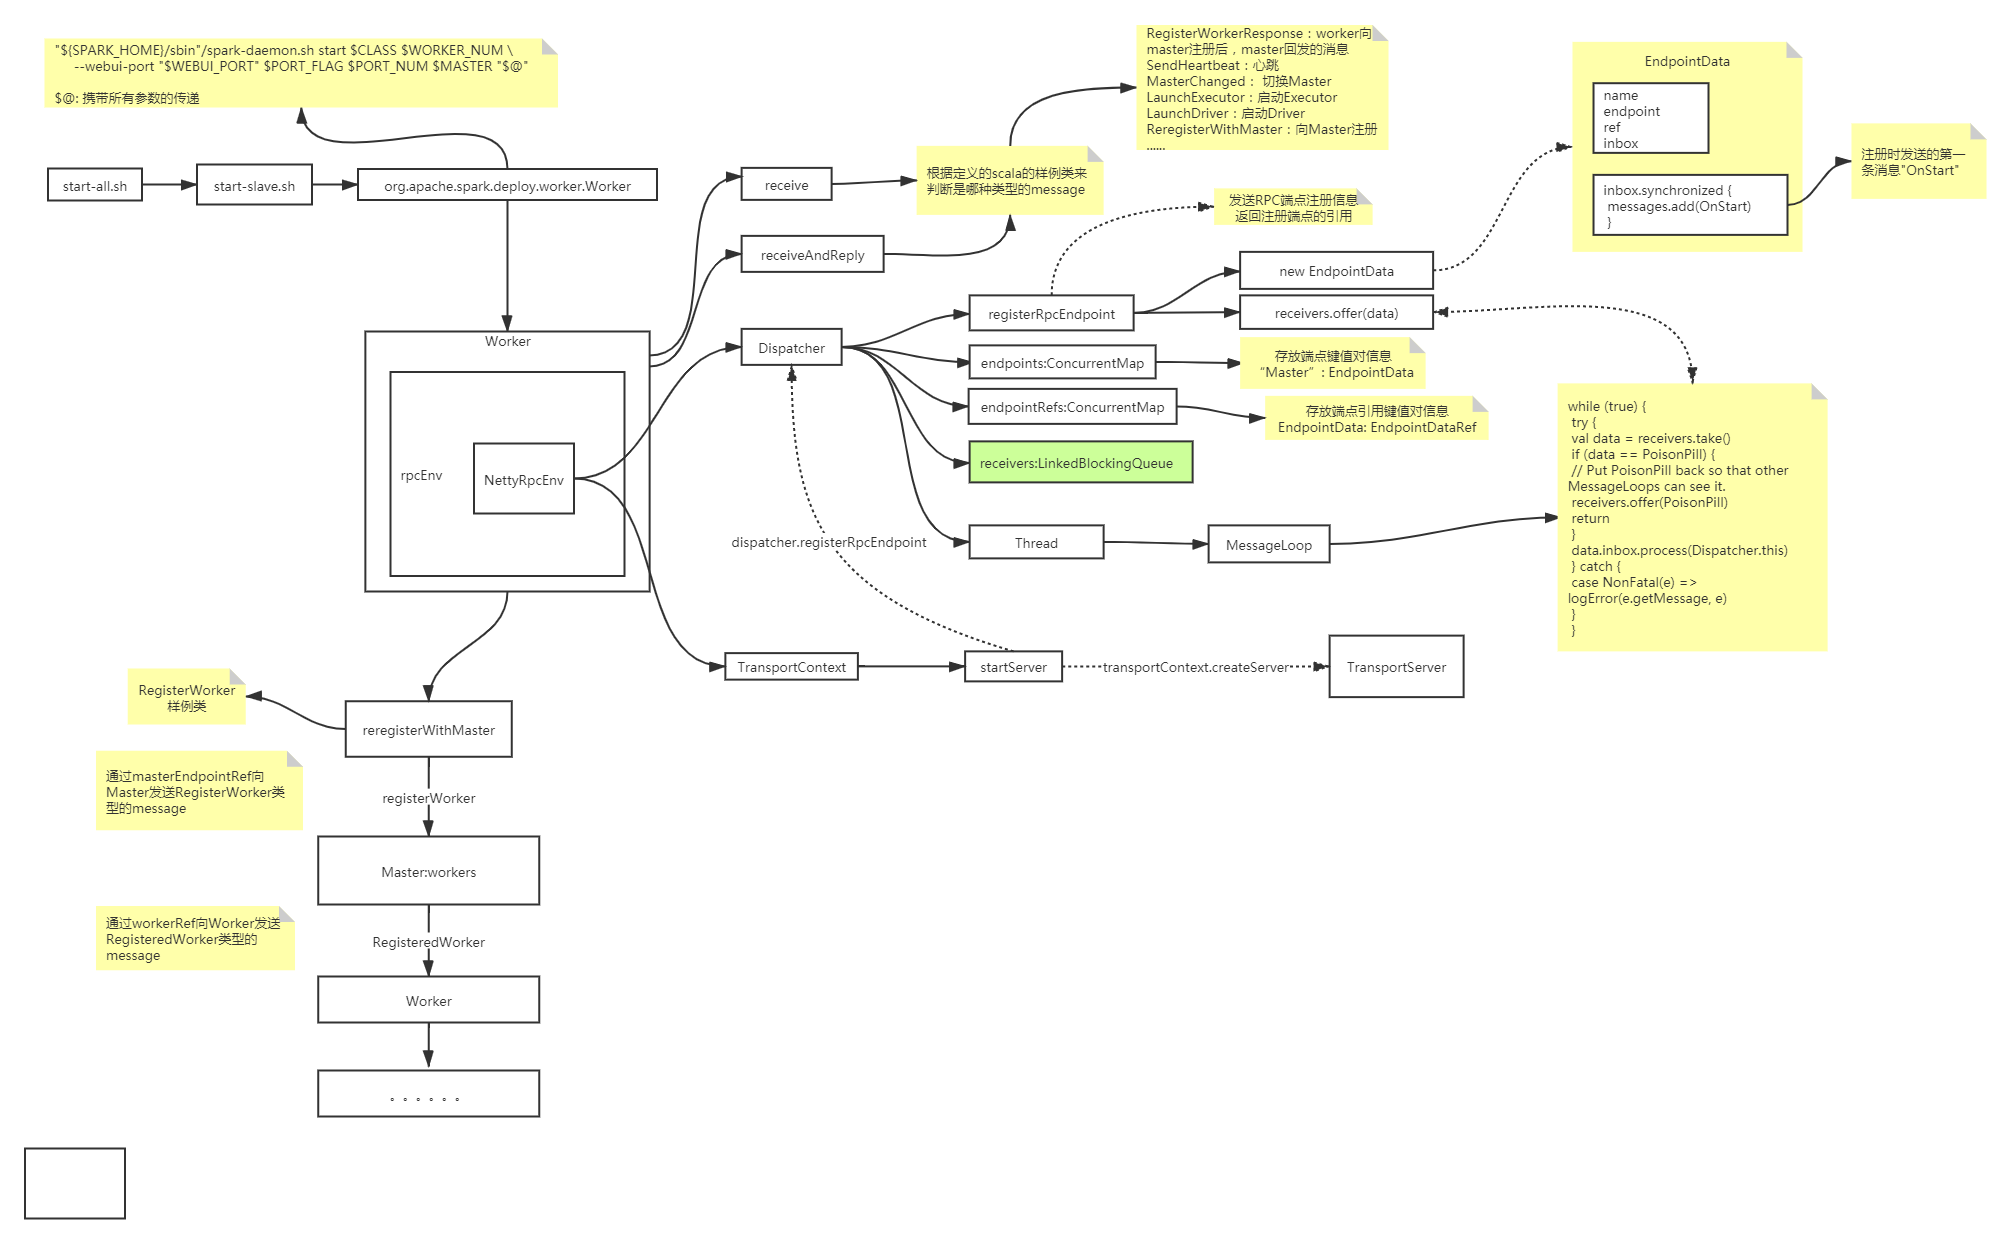 "${SPARK_HOME}/sbin"/spark-daemon.sh start $CLASS $WORKER_NUM \
--webui-port "$WEBUI_PORT" $PORT_FLAG $PORT_NUM $MASTER "$@"
$@: 携带所有参数的传递
start-all.sh
start-slave.sh
org.apache.spark.deploy.worker.Worker
receive
receiveAndReply
根据定义的scala的样例类来
判断是哪种类型的message
RegisterWorkerResponse：worker向
master注册后，master回发的消息
SendHeartbeat：心跳
MasterChanged： 切换Master
LaunchExecutor：启动Executor
LaunchDriver：启动Driver
ReregisterWithMaster：向Master注册
......
EndpointData
name
endpoint
ref
inbox
inbox.synchronized {
messages.add(OnStart)
}
注册时发送的第一
条消息"OnStart"
发送RPC端点注册信息
返回注册端点的引用
Worker
rpcEnv
NettyRpcEnv
Dispatcher
registerRpcEndpoint
new EndpointData
receivers.offer(data)
endpoints:ConcurrentMap
存放端点键值对信息
“Master”: EndpointData
endpointRefs:ConcurrentMap
存放端点引用键值对信息
EndpointData: EndpointDataRef
receivers:LinkedBlockingQueue
Thread
MessageLoop
while (true) {
try {
val data = receivers.take()
if (data == PoisonPill) {
// Put PoisonPill back so that other
MessageLoops can see it.
receivers.offer(PoisonPill)
return
}
data.inbox.process(Dispatcher.this)
} catch {
case NonFatal(e) =>
logError(e.getMessage, e)
}
}
dispatcher.registerRpcEndpoint
TransportContext
startServer
transportContext.createServer
TransportServer
RegisterWorker
样例类
reregisterWithMaster
通过masterEndpointRef向
Master发送RegisterWorker类
型的message
registerWorker
Master:workers
通过workerRef向Worker发送
RegisteredWorker类型的
message
RegisteredWorker
Worker
。。。。。。